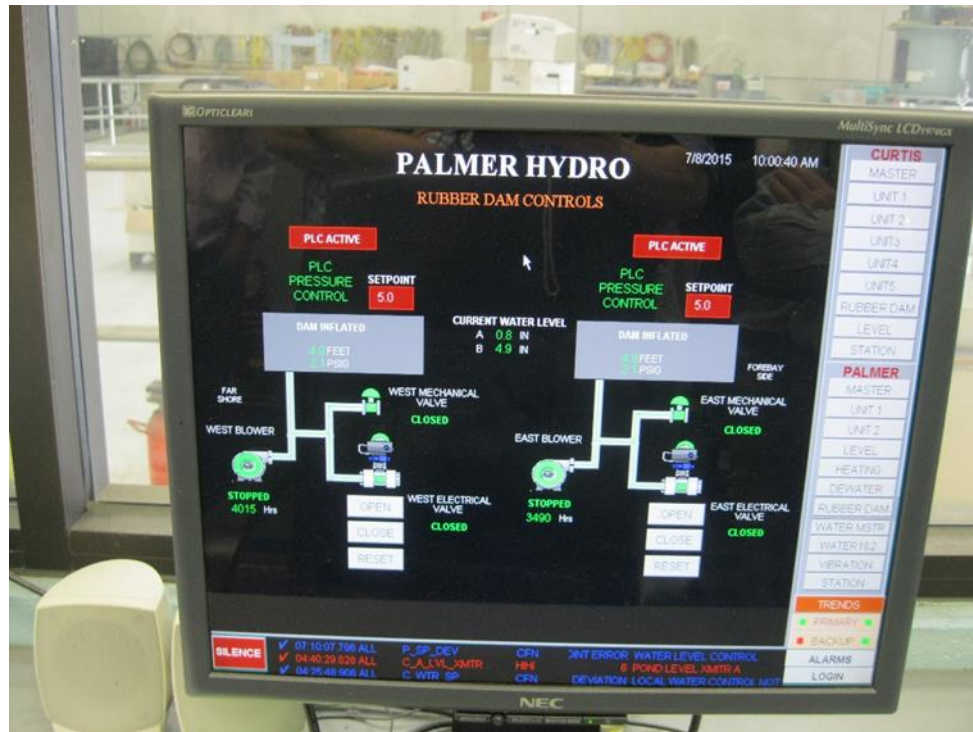 OPTICLEAR
MultiSync LCD1970GX
PALMER HYDRO
7/8/2015 10:00:40 AM
RUBBER DAM CONTROLS
PLC ACTIVE
PLC
PRESSURE
CONTROL
SETPOINT
5.0
DAM INFLATED
FEET
PSIG
CURRENT WATER LEVEL
A 0.8 IN
B 4.9 IN
PLC ACTIVE
PLC
PRESSURE
CONTROL
SETPOINT
5.0
DAM INFLATED
FEET
PSIG
FAR
SHORE
WEST MECHANICAL
VALVE
CLOSED
WEST BLOWER
STOPPED
4015 Hrs
OPEN
CLOSE
RESET
WEST ELECTRICAL
VALVE
CLOSED
FOREBAY
SIDE
EAST MECHANICAL
VALVE
CLOSED
EAST BLOWER
STOPPED
3490 Hrs
OPEN
CLOSE
RESET
EAST ELECTRICAL
VALVE
CLOSED
CURTIS
MASTER
UNIT 1
UNIT 2
UNIT3
UNIT4
UNIT5
RUBBER DAM
LEVEL
STATION
PALMER
MASTER
UNIT 1
UNIT 2
LEVEL
HEATING
DEWATER
RUBBER DAM
WATER MSTR
WATER1&2
VIBRATION
STATION
TRENDS
PRIMARY
BACKUP
ALARMS
LOGIN
SILENCE
07:10:07.796 ALL P_SP_DEV CFN OINT ERROR WATER LEVEL CONTROL
04:40:29.828 ALL C_A_LVL_XMTR HIHI 6 POND LEVEL XMITR A
04:25:48.906 ALL C_WTR_SP CFN DEVIATION LOCAL WATER CONTROL NOT
NEC